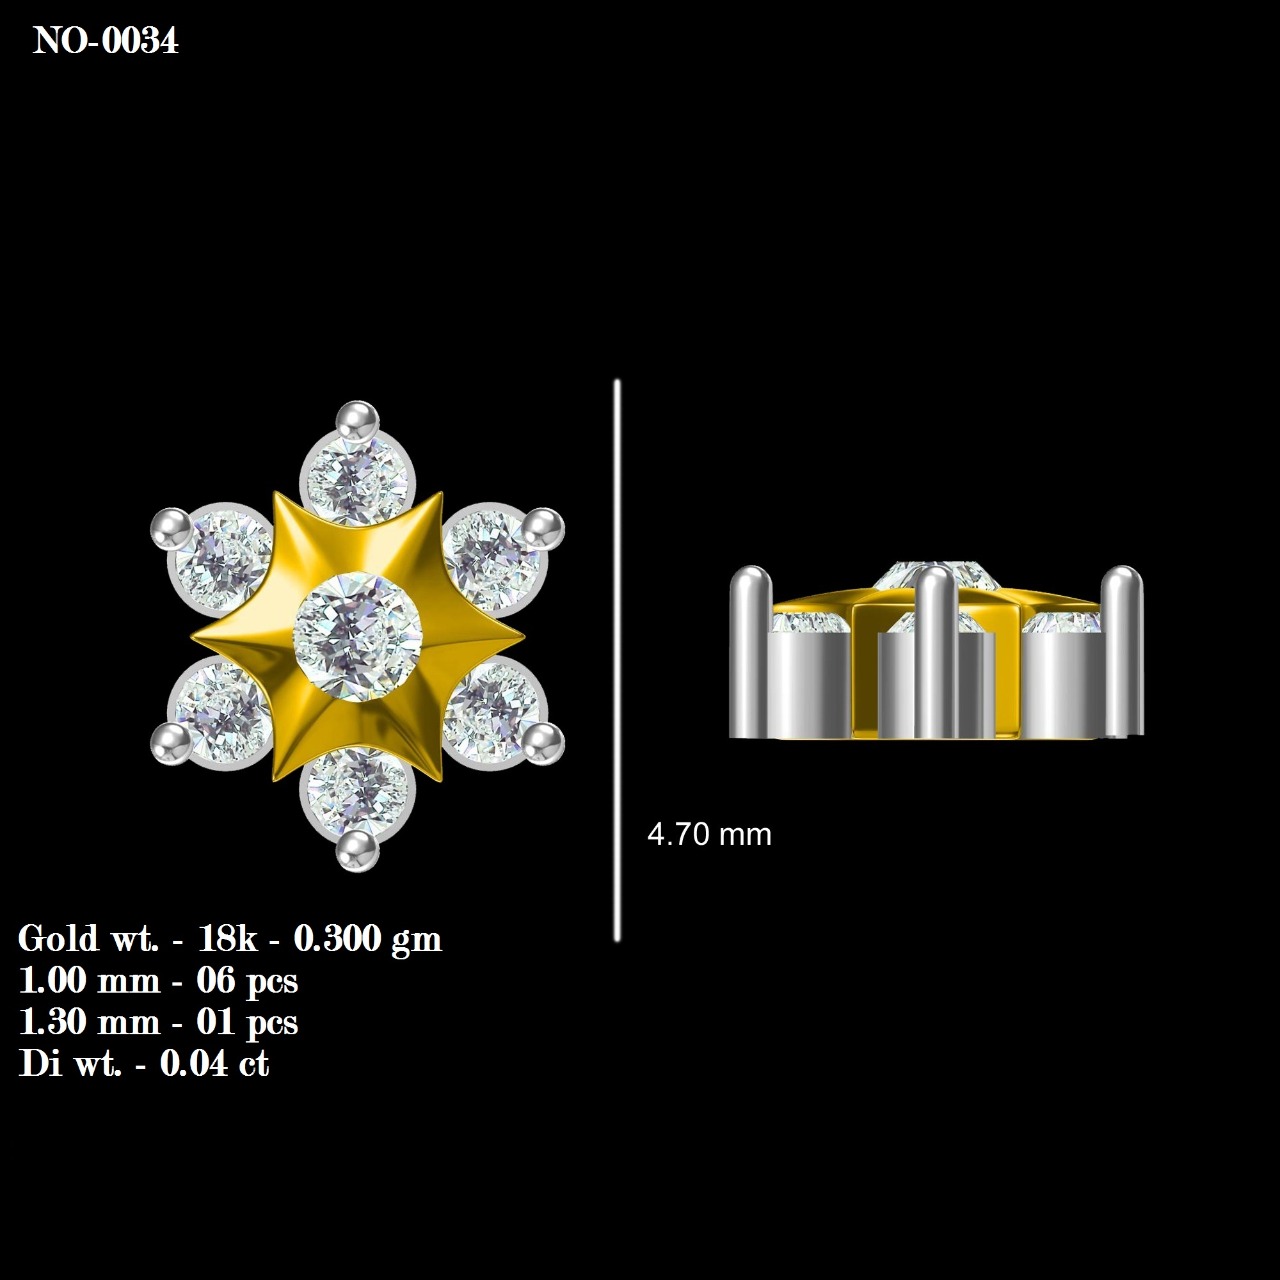 NO-0034
4.70 mm
Gold wt. - 18k - 0.300 gm
1.00 mm - 06 pcs
1.30 mm - 01 pcs
Di wt. - 0.04 ct